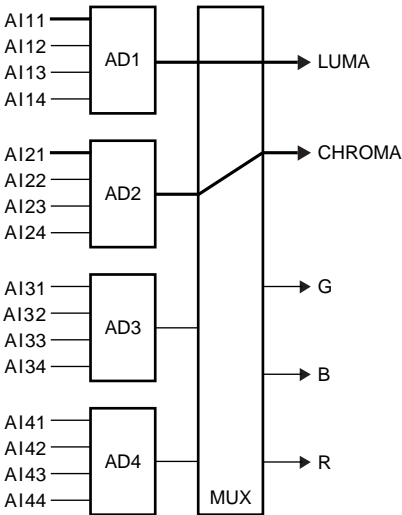 AI11
AI12
AI13
AI14
AD1
LUMA
AI21
AI22
AI23
AI24
AD2
CHROMA
AI31
AI32
AI33
AI34
AD3
G
B
AI41
AI42
AI43
AI44
AD4
R
MUX